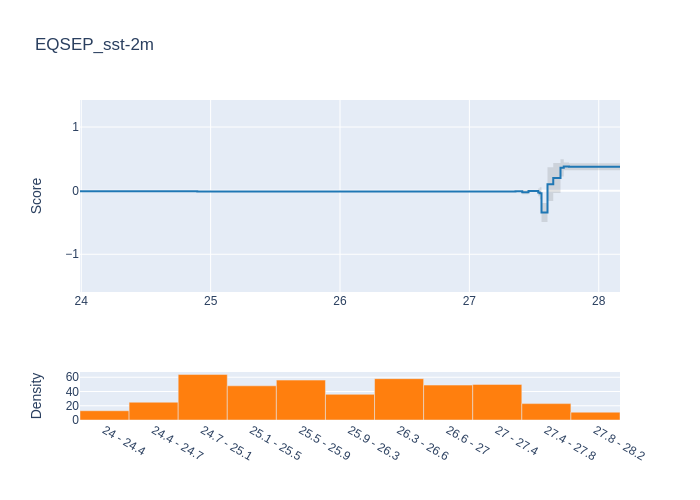 EQSEP_sst-2m
Score
1
0
−1
24 25 26 27 28
Density
60
40
20
0
24 - 24.4
24.4 - 24.7
24.7 - 25.1
25.1 - 25.5
25.5 - 25.9
25.9 - 26.3
26.3 - 26.6
26.6 - 27
27 - 27.4
27.4 - 27.8
27.8 - 28.2